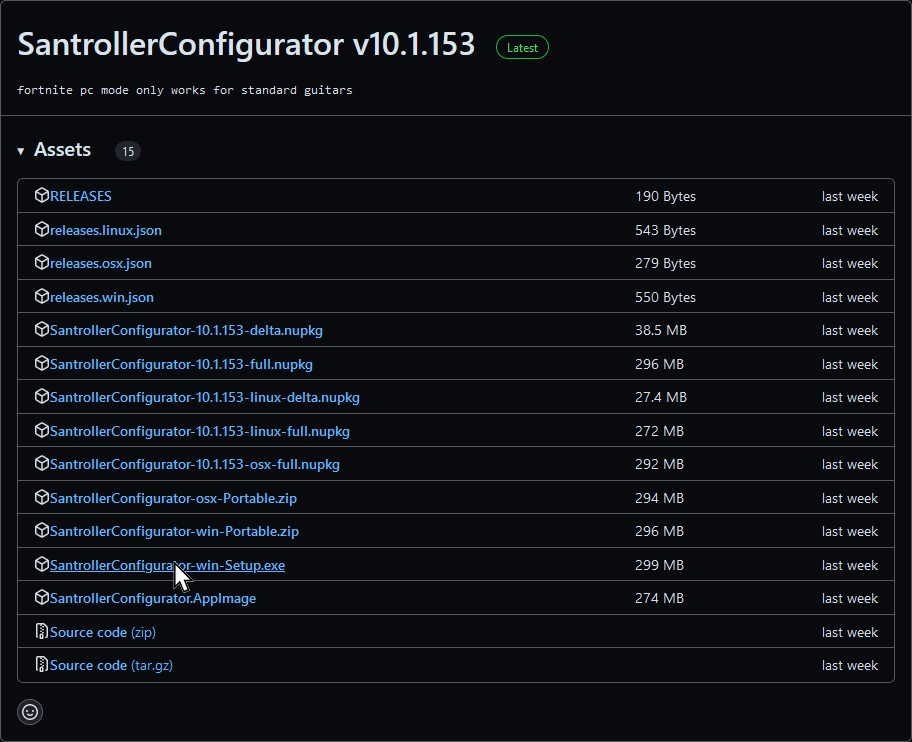 SantrollerConfigurator v10.1.153 Latest
fortnite pc mode only works for standard guitars
Assets 15
RELEASES 190 Bytes last week
releases.linux.json 543 Bytes last week
releases.osx.json 279 Bytes last week
releases.win.json 550 Bytes last week
SantrollerConfigurator-10.1.153-delta.nupkg 38.5 MB last week
SantrollerConfigurator-10.1.153-full.nupkg 296 MB last week
SantrollerConfigurator-10.1.153-linux-delta.nupkg 27.4 MB last week
SantrollerConfigurator-10.1.153-linux-full.nupkg 272 MB last week
SantrollerConfigurator-10.1.153-osx-full.nupkg 292 MB last week
SantrollerConfigurator-osx-Portable.zip 294 MB last week
SantrollerConfigurator-win-Portable.zip 296 MB last week
SantrollerConfigurator-win-Setup.exe 299 MB last week
SantrollerConfigurator.AppImage 274 MB last week
Source code (zip) last week
Source code (tar.gz) last week